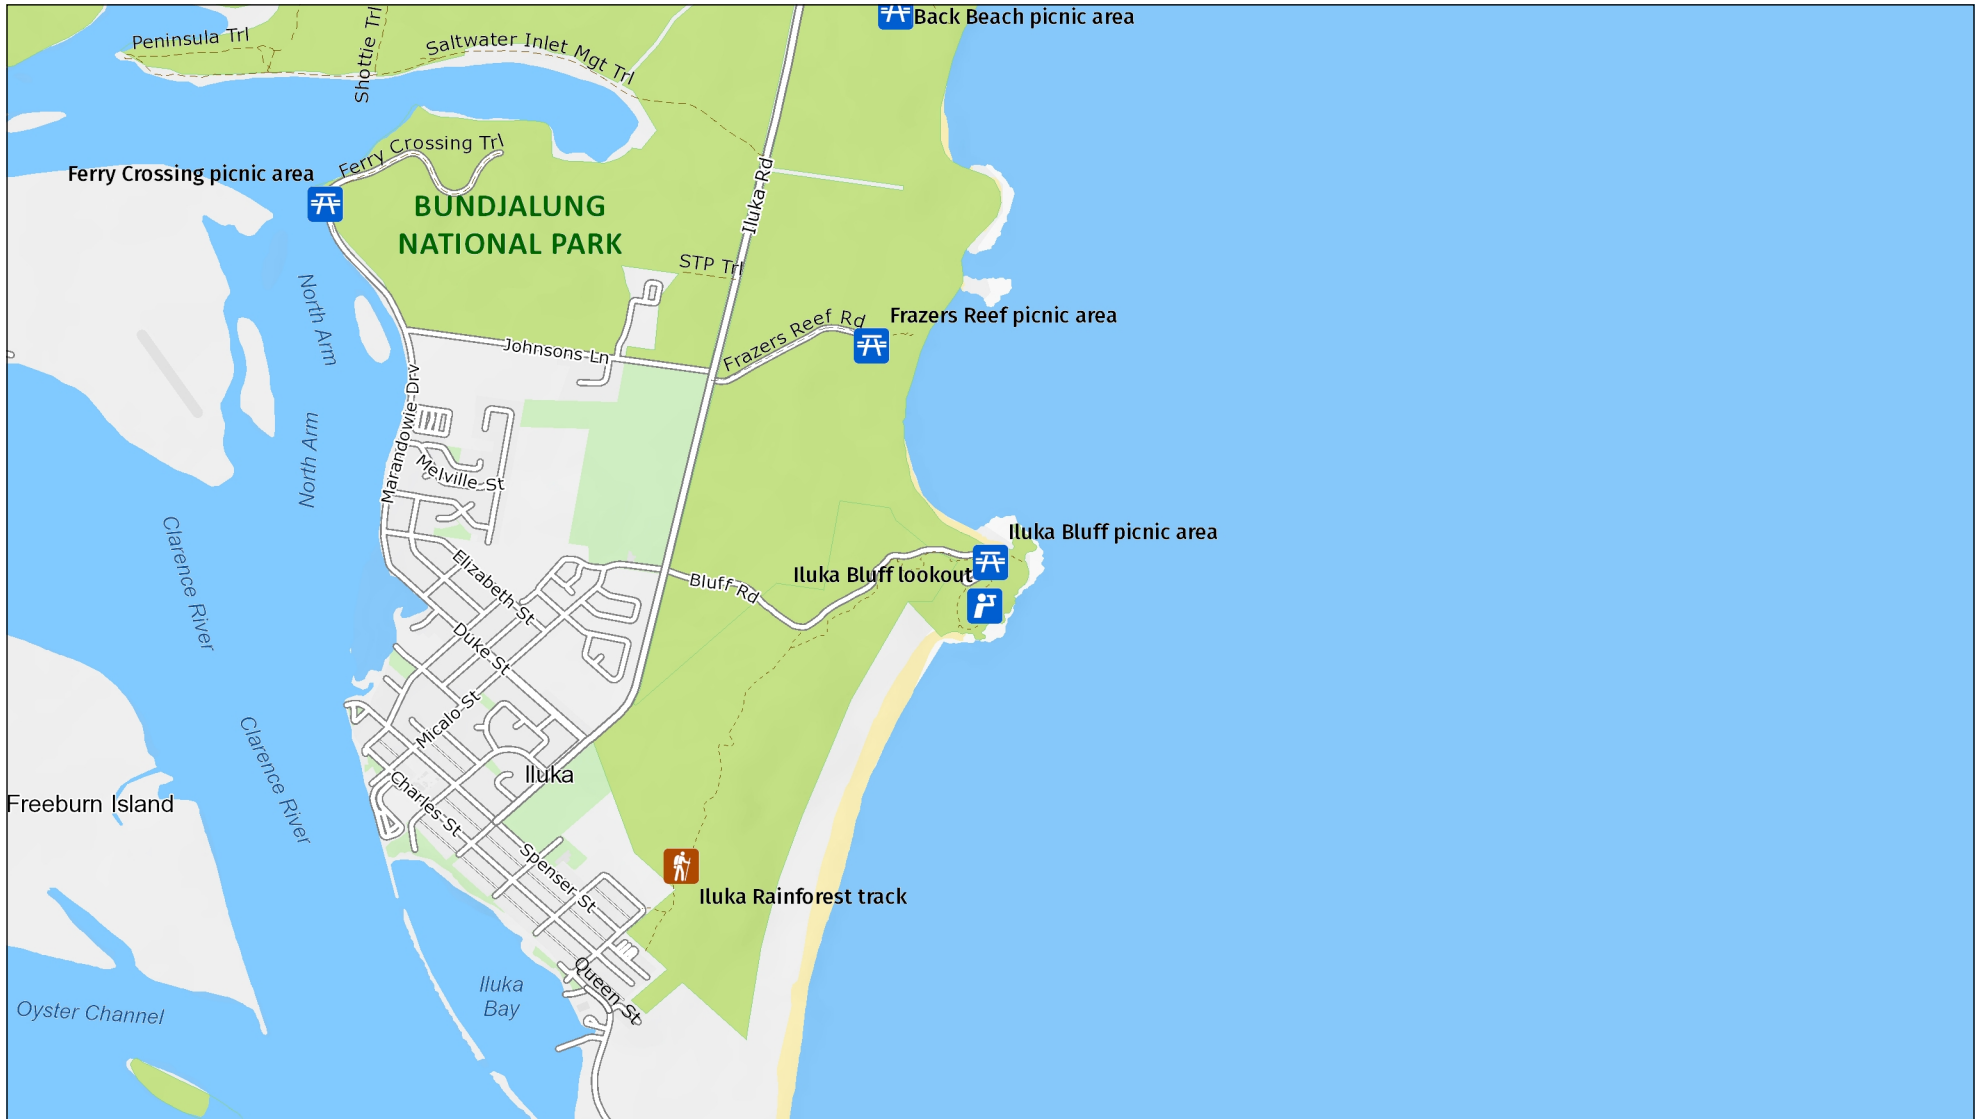 Back Beach picnic area
Peninsula Trl
Shottie Trl
Saltwater Inlet Mgt Trl
Ferry Crossing Trl
Ferry Crossing picnic area
Iluka Rd
BUNDJALUNG
NATIONAL PARK
STP Trl
North Arm
Frazers Reef picnic area
Frazers Reef Rd
Johnsons Ln
Marandowie Drv
North Arm
Melville St
Clarence River
Iluka Bluff picnic area
Iluka Bluff lookout
Bluff Rd
Elizabeth St
Duke St
Micalo St
Clarence River
Iluka
Charles St
Freeburn Island
Spenser St
Iluka Rainforest track
Queen St
Iluka
Bay
Oyster Channel